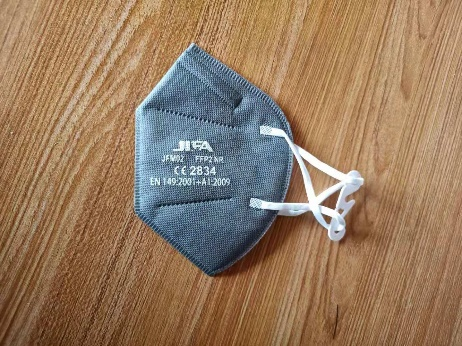 JIFA
JFM02 FFP2 NR
CE 2834
EN 149:2001+A1:2009